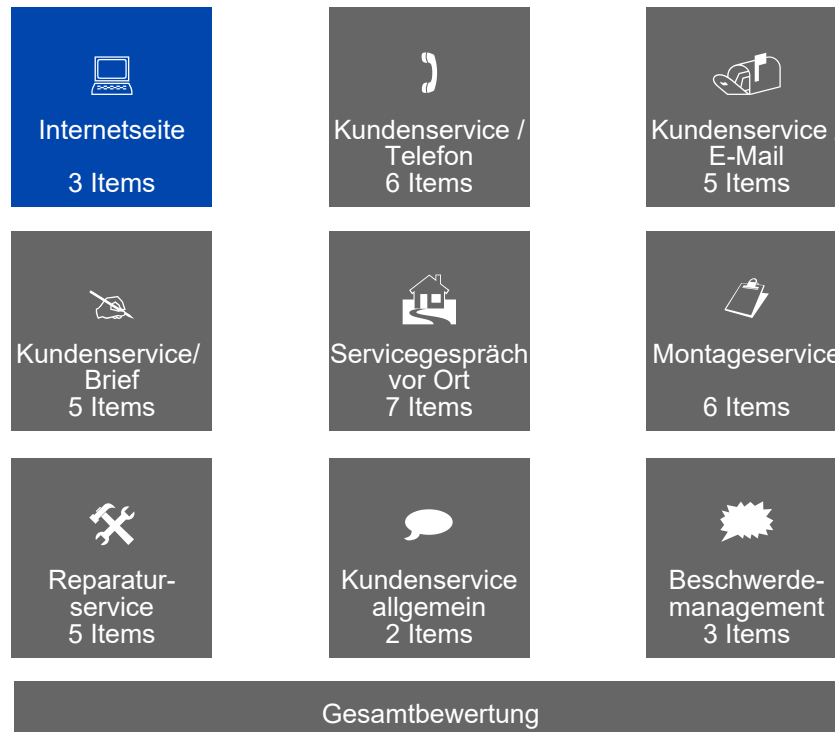 Internetseite
3 Items
Kundenservice /
Telefon
6 Items
Kundenservice
E-Mail
5 Items
Kundenservice/
Brief
5 Items
Servicegespräch
vor Ort
7 Items
Montageservice
6 Items
Reparatur-
service
5 Items
Kundenservice
allgemein
2 Items
Beschwerde-
management
3 Items
Gesamtbewertung